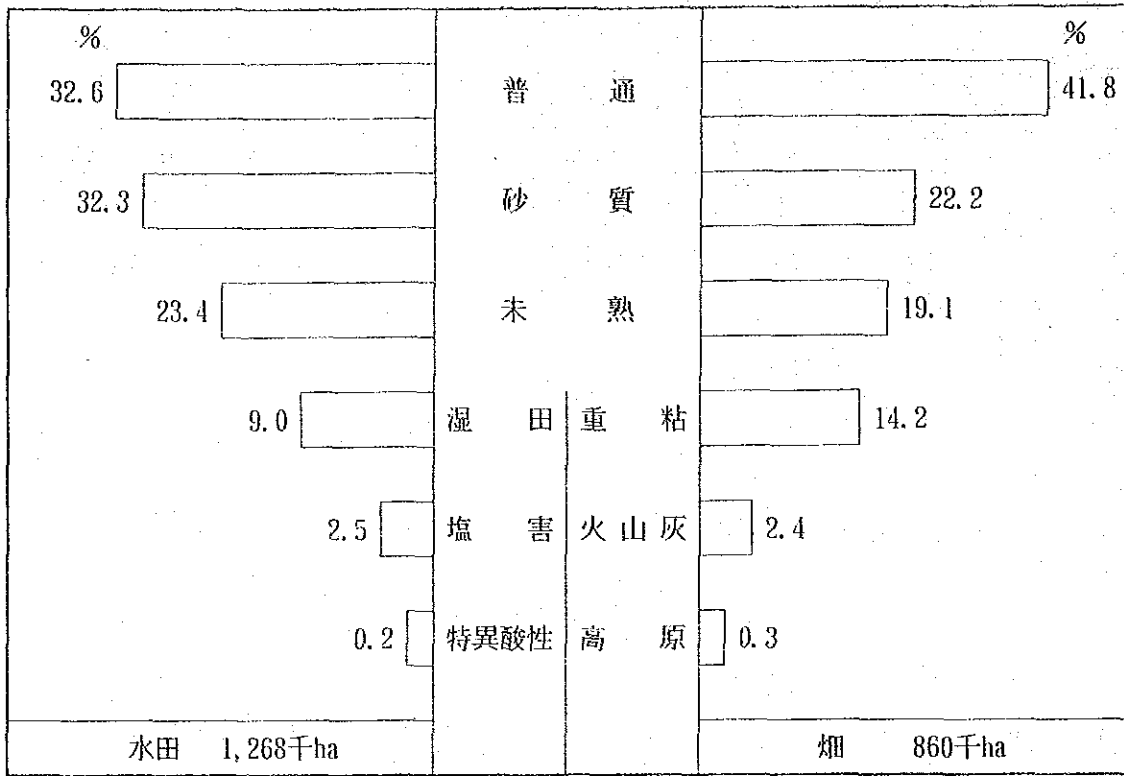 % %
32.6 普通 41.8
32.3 砂質 22.2
23.4 未熟 19.1
9.0 湿田 重粘 14.2
2.5 塩害 火山灰 2.4
0.2 特異酸性 高原 0.3
水田 1,268千ha 畑 860千ha